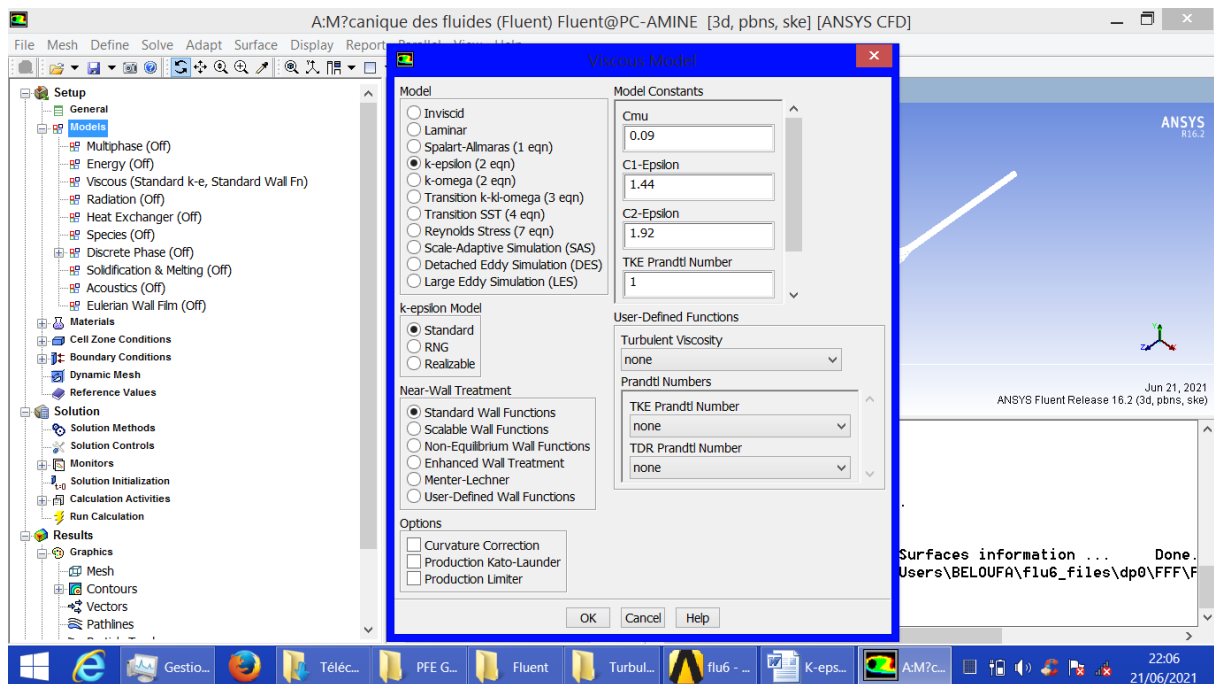 A:M?canique des fluides (Fluent) Fluent@PC-AMINE [3d, pbns, ske] [ANSYS CFD]
File Mesh Define Solve Adapt Surface Display Report Parallel View Help
Setup
General
Models
Multiphase (Off)
Energy (Off)
Viscous (Standard k-e, Standard Wall Fn)
Radiation (Off)
Heat Exchanger (Off)
Species (Off)
Discrete Phase (Off)
Solidification & Melting (Off)
Acoustics (Off)
Eulerian Wall Film (Off)
Materials
Cell Zone Conditions
Boundary Conditions
Dynamic Mesh
Reference Values
Solution
Solution Methods
Solution Controls
Monitors
Solution Initialization
Calculation Activities
Run Calculation
Results
Graphics
Mesh
Contours
Vectors
Pathlines
Viscous Model
Model
Inviscid
Laminar
Spalart-Allmaras (1 eqn)
k-epsilon (2 eqn)
k-omega (2 eqn)
Transition k-kl-omega (3 eqn)
Transition SST (4 eqn)
Reynolds Stress (7 eqn)
Scale-Adaptive Simulation (SAS)
Detached Eddy Simulation (DES)
Large Eddy Simulation (LES)
k-epsilon Model
Standard
RNG
Realizable
Near-Wall Treatment
Standard Wall Functions
Scalable Wall Functions
Non-Equilibrium Wall Functions
Enhanced Wall Treatment
Menter-Lechner
User-Defined Wall Functions
Options
Curvature Correction
Production Kato-Launder
Production Limiter
Model Constants
Cmu
0.09
C1-Epsilon
1.44
C2-Epsilon
1.92
TKE Prandtl Number
1
User-Defined Functions
Turbulent Viscosity
none
Prandtl Numbers
TKE Prandtl Number
none
TDR Prandtl Number
none
OK Cancel Help
ANSYS
R16.2
Y
Z X
Jun 21, 2021
ANSYS Fluent Release 16.2 (3d, pbns, ske)
.
Surfaces information ... Done.
Users\BELOUFA\flu6_files\dp0\FFF\F
Gestio... Téléc... PFE G... Fluent Turbul... flu6 - ... K-eps... A:M?c...
22:06
21/06/2021